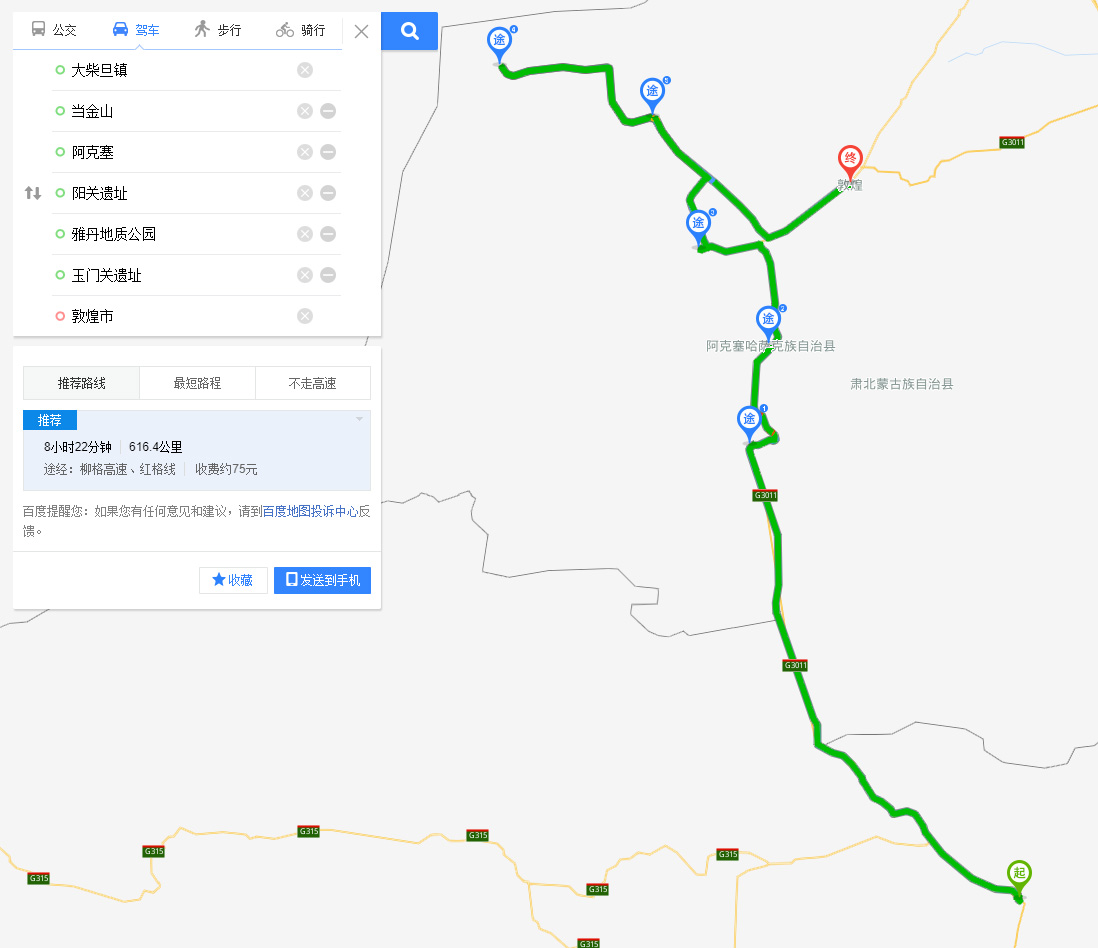 公交 驾车 步行 骑行
大柴旦镇
当金山
阿克塞
阳关遗址
雅丹地质公园
玉门关遗址
敦煌市
推荐路线 最短路程 不走高速
推荐
8小时22分钟 616.4公里
途经：柳格高速、红格线 收费约75元
百度提醒您：如果您有任何意见和建议，请到百度地图投诉中心反
馈。
收藏 发送到手机
途 4
途 5
G3011
终
敦煌
途 3
途 2
阿克塞哈萨克族自治县
肃北蒙古族自治县
途 1
G3011
G3011
G315
G315
G315
G315
G315
起
G315
G315